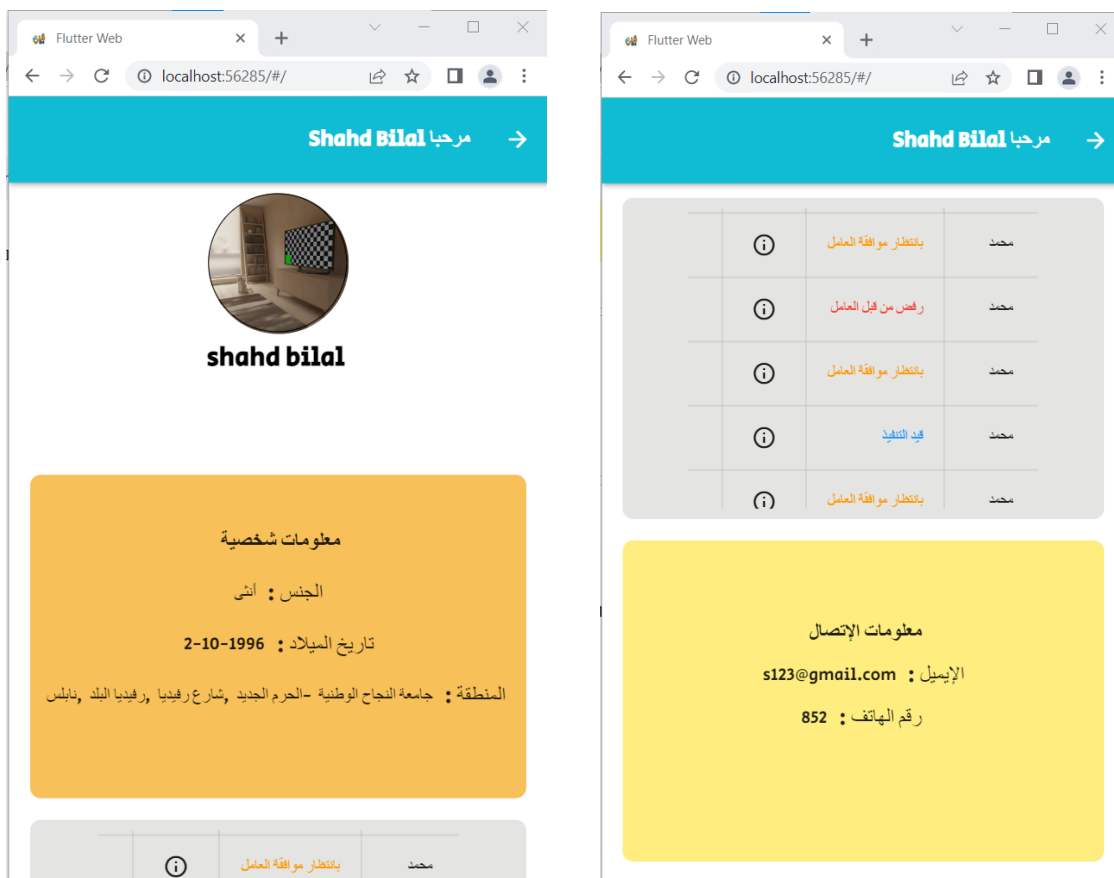 Flutter Web
localhost:56285/#/
مرحبا Shahd Bilal
shahd bilal
معلومات شخصية
الجنس : أنثى
تاريخ الميلاد : 1996-10-2
المنطقة : جامعة النجاح الوطنية -الحرم الجديد ,شارع رفيديا ,رفيديا البلد ,نابلس
محمد بانتظار موافقة العامل
Flutter Web
localhost:56285/#/
مرحبا Shahd Bilal
محمد بانتظار موافقة العامل
محمد رفض من قبل العامل
محمد بانتظار موافقة العامل
محمد قيد التنفيذ
محمد بانتظار موافقة العامل
معلومات الإتصال
الإيميل : s123@gmail.com
رقم الهاتف : 852